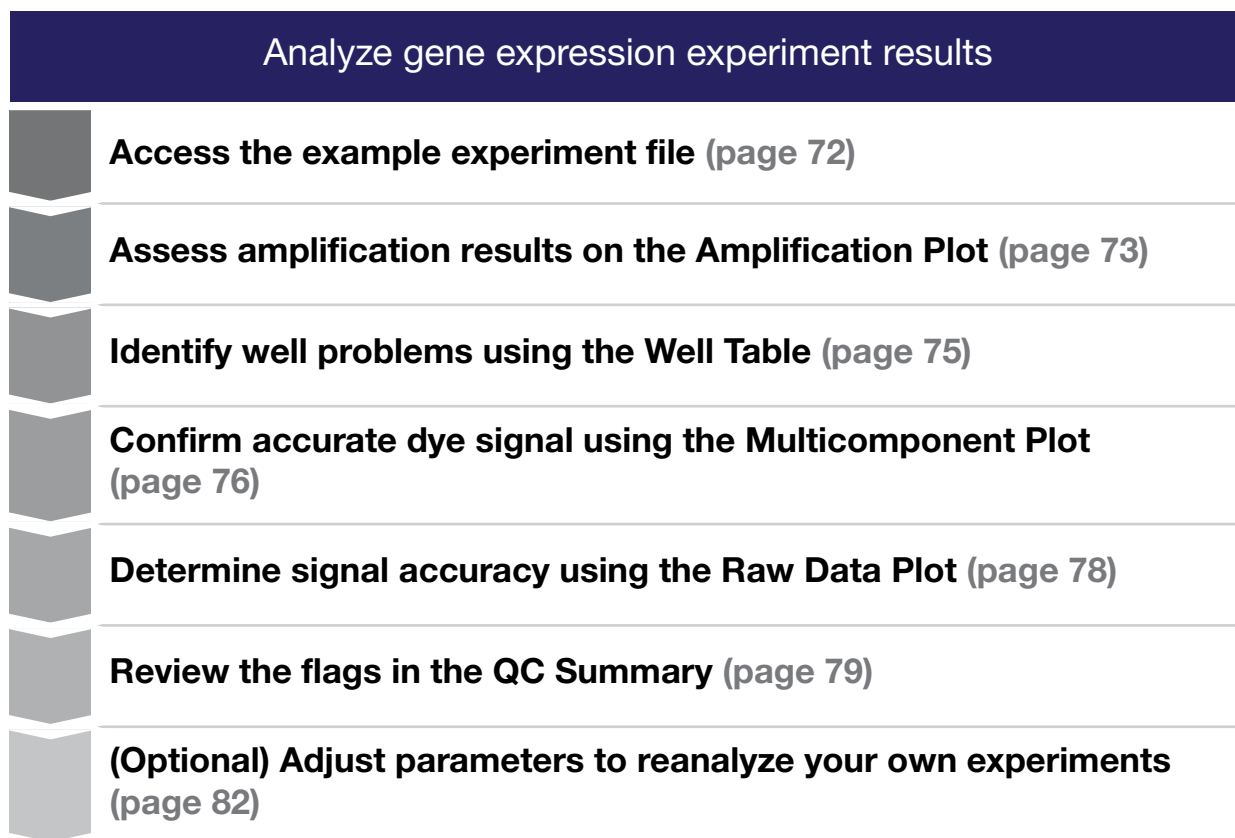 Analyze gene expression experiment results
Access the example experiment file (page 72)
Assess amplification results on the Amplification Plot (page 73)
Identify well problems using the Well Table (page 75)
Confirm accurate dye signal using the Multicomponent Plot
(page 76)
Determine signal accuracy using the Raw Data Plot (page 78)
Review the flags in the QC Summary (page 79)
(Optional) Adjust parameters to reanalyze your own experiments
(page 82)